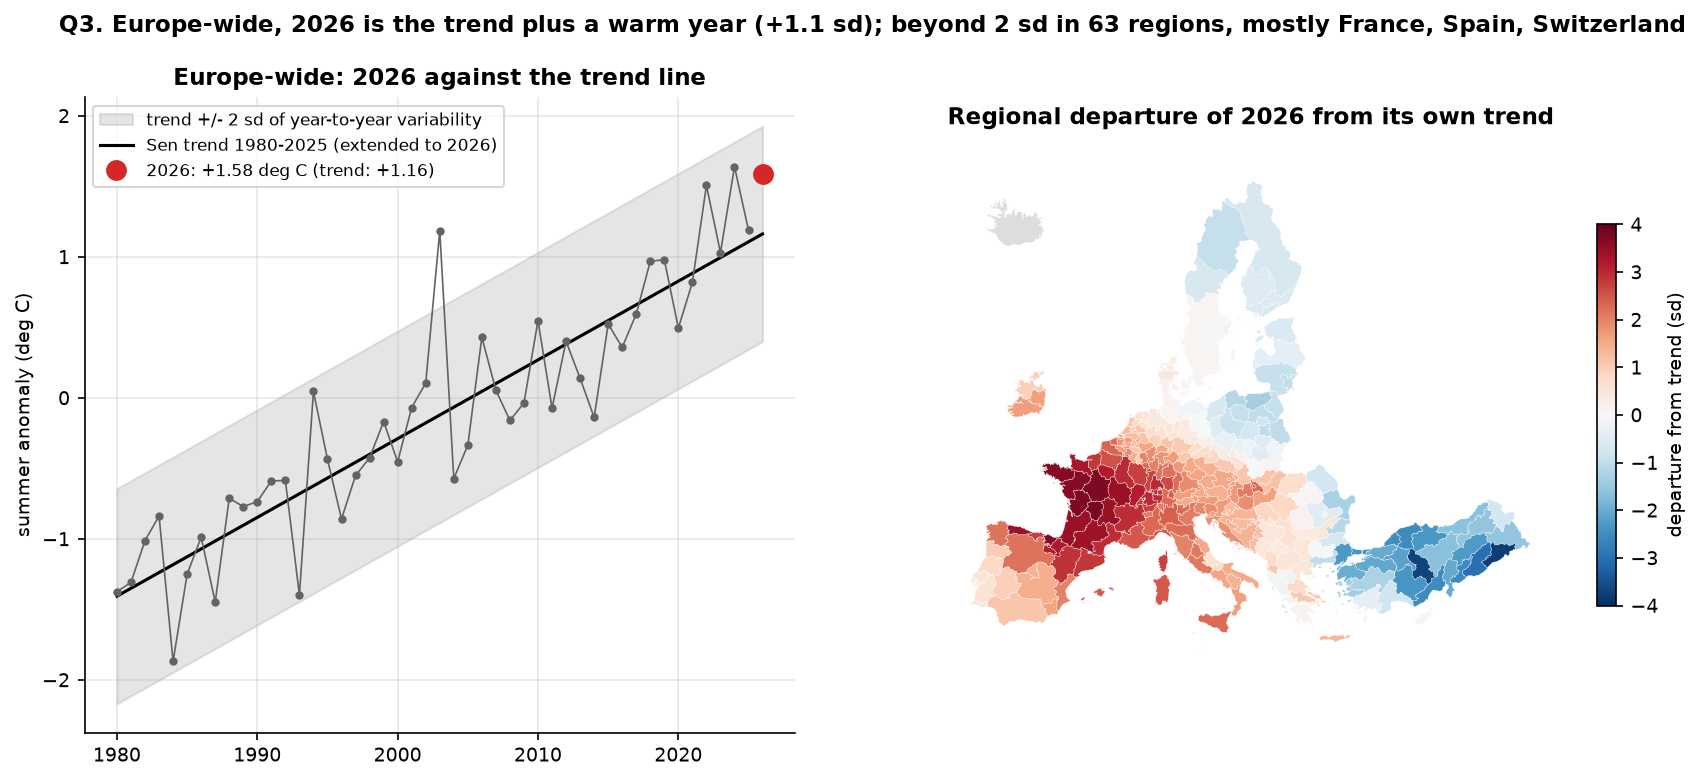 Q3. Europe-wide, 2026 is the trend plus a warm year (+1.1 sd); beyond 2 sd in 63 regions, mostly France, Spain, Switzerland
Europe-wide: 2026 against the trend line
trend +/- 2 sd of year-to-year variability
Sen trend 1980-2025 (extended to 2026)
2026: +1.58 deg C (trend: +1.16)
summer anomaly (deg C)
2
1
0
−1
−2
1980
1990
2000
2010
2020
Regional departure of 2026 from its own trend
4
3
2
1
0
−1
−2
−3
−4
departure from trend (sd)